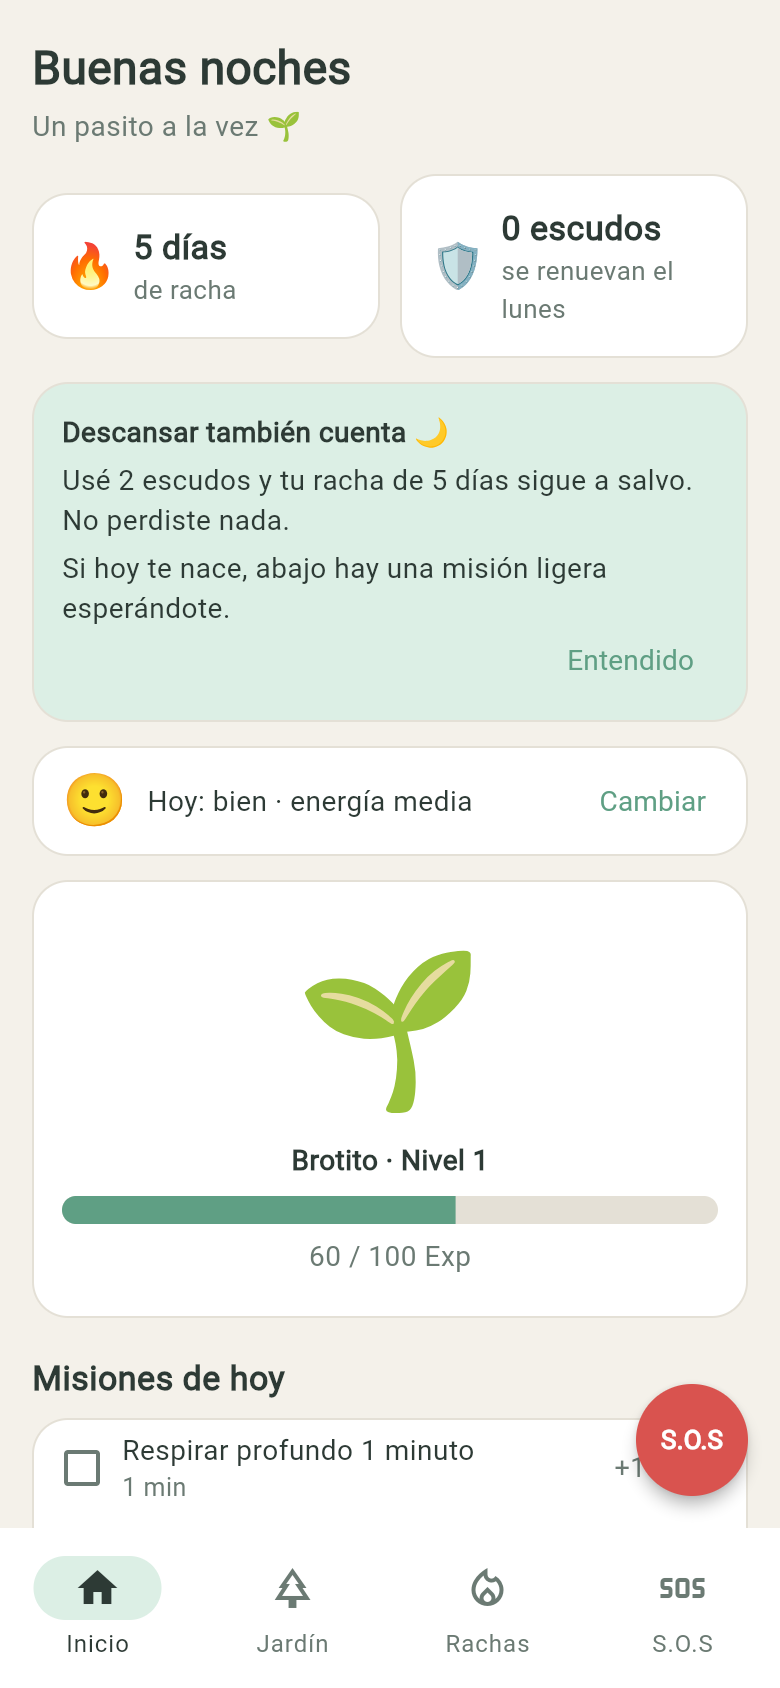 Buenas noches
Un pasito a la vez 🌱
5 días
de racha
0 escudos
se renuevan el
lunes
Descansar también cuenta 🌙
Usé 2 escudos y tu racha de 5 días sigue a salvo.
No perdiste nada.
Si hoy te nace, abajo hay una misión ligera
esperándote.
Entendido
Hoy: bien · energía media
Cambiar
Brotito · Nivel 1
60 / 100 Exp
Misiones de hoy
Respirar profundo 1 minuto
1 min
S.O.S
Inicio
Jardín
Rachas
SOS
S.O.S